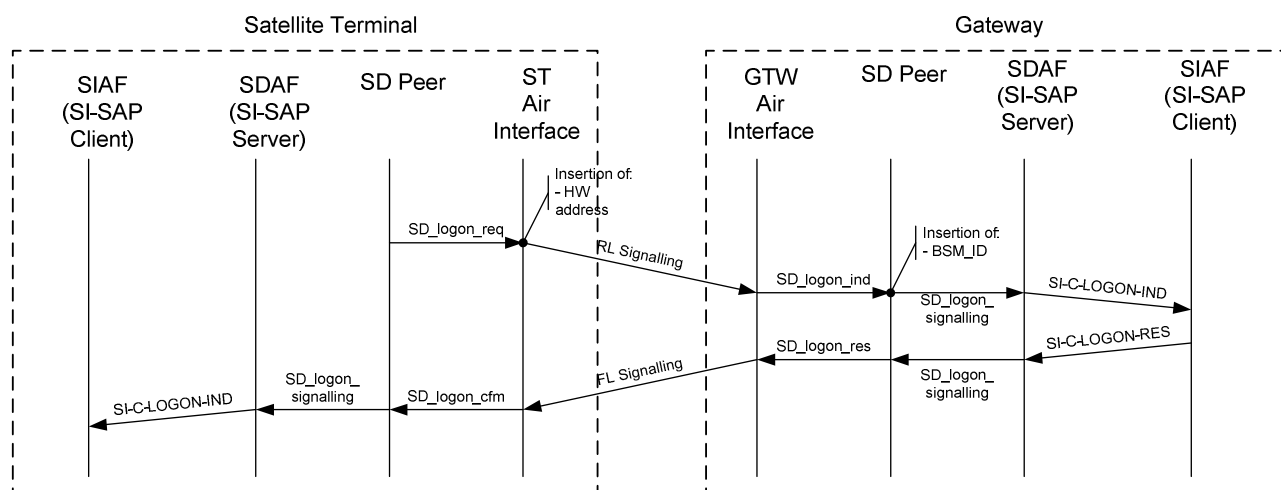 Satellite Terminal
Gateway
SIAF
(SI-SAP
Client)
SDAF
(SI-SAP
Server)
SD Peer
ST
Air
Interface
GTW
Air
Interface
SD Peer
SDAF
(SI-SAP
Server)
SIAF
(SI-SAP
Client)
Insertion of:
- HW
address
SD_logon_req
RL Signalling
Insertion of:
- BSM_ID
SD_logon_ind
SD_logon_
signalling
SI-C-LOGON-IND
SI-C-LOGON-RES
SD_logon_res
SD_logon_
signalling
FL Signalling
SD_logon_cfm
SD_logon_
signalling
SI-C-LOGON-IND